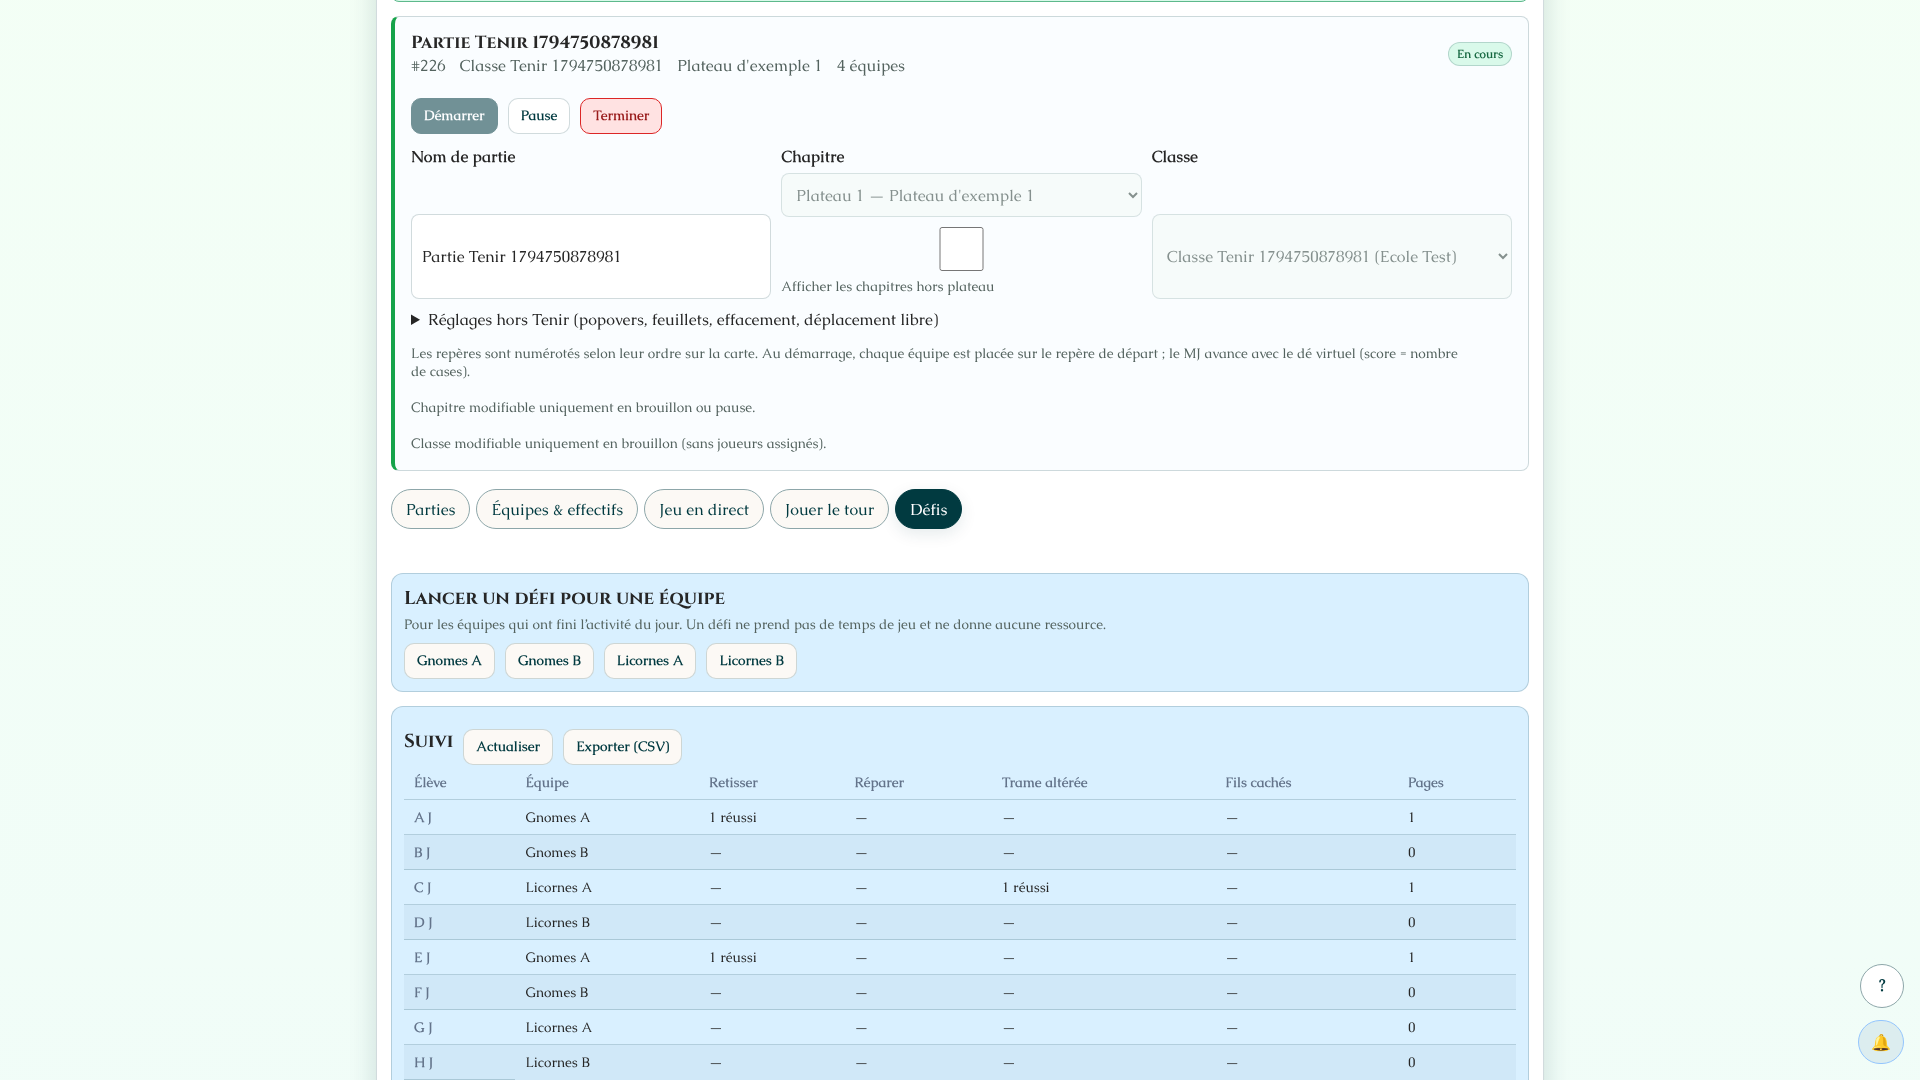 Partie Tenir 1794750878981
#226 Classe Tenir 1794750878981 Plateau d'exemple 1 4 équipes
En cours
Démarrer Pause Terminer
Nom de partie Chapitre Classe
Plateau 1 — Plateau d'exemple 1
Partie Tenir 1794750878981
Classe Tenir 1794750878981 (Ecole Test)
Afficher les chapitres hors plateau
Réglages hors Tenir (popovers, feuillets, effacement, déplacement libre)
Les repères sont numérotés selon leur ordre sur la carte. Au démarrage, chaque équipe est placée sur le repère de départ ; le MJ avance avec le dé virtuel (score = nombre
de cases).
Chapitre modifiable uniquement en brouillon ou pause.
Classe modifiable uniquement en brouillon (sans joueurs assignés).
Parties Équipes & effectifs Jeu en direct Jouer le tour Défis
Lancer un défi pour une équipe
Pour les équipes qui ont fini l'activité du jour. Un défi ne prend pas de temps de jeu et ne donne aucune ressource.
Gnomes A Gnomes B Licornes A Licornes B
Suivi Actualiser Exporter (CSV)
Élève Équipe Retisser Réparer Trame altérée Fils cachés Pages
A J Gnomes A 1 réussi — — — 1
B J Gnomes B — — — — 0
C J Licornes A — — 1 réussi — 1
D J Licornes B — — — — 0
E J Gnomes A 1 réussi — — — 1
F J Gnomes B — — — — 0
G J Licornes A — — — — 0
H J Licornes B — — — — 0
?